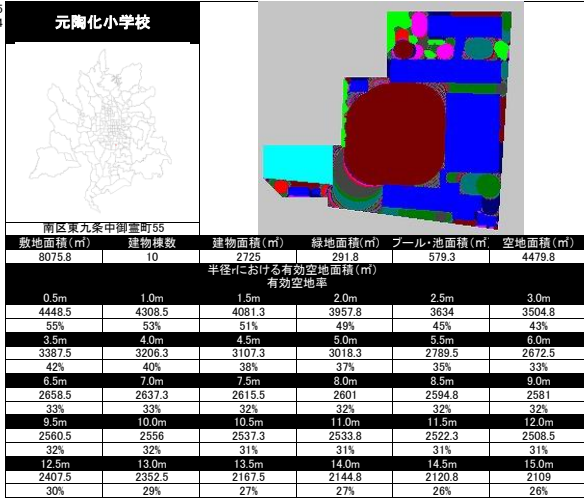 元陶化小学校
南区東九条中御霊町55
敷地面積(㎡) 建物棟数 建物面積(㎡) 緑地面積(㎡) プール・池面積(㎡) 空地面積(㎡)
8075.8 10 2725 291.8 579.3 4479.8
半径rにおける有効空地面積(㎡)
有効空地率
0.5m 1.0m 1.5m 2.0m 2.5m 3.0m
4448.5 4308.5 4081.3 3957.8 3634 3504.8
55% 53% 51% 49% 45% 43%
3.5m 4.0m 4.5m 5.0m 5.5m 6.0m
3387.5 3206.3 3107.3 3018.3 2789.5 2672.5
42% 40% 38% 37% 35% 33%
6.5m 7.0m 7.5m 8.0m 8.5m 9.0m
2658.5 2637.3 2615.5 2601 2594.8 2581
33% 33% 32% 32% 32% 32%
9.5m 10.0m 10.5m 11.0m 11.5m 12.0m
2560.5 2556 2537.3 2533.8 2522.3 2508.5
32% 32% 31% 31% 31% 31%
12.5m 13.0m 13.5m 14.0m 14.5m 15.0m
2407.5 2352.5 2167.5 2144.8 2120.8 2109
30% 29% 27% 27% 26% 26%